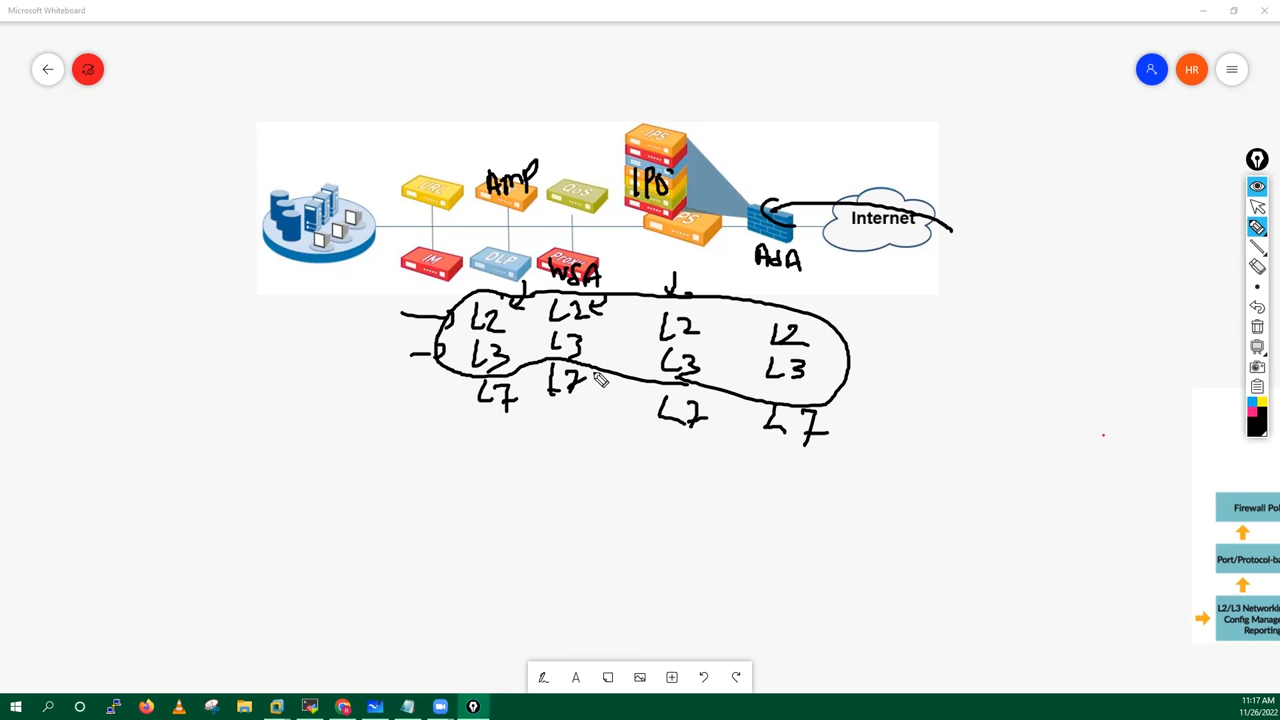 Microsoft Whiteboard
HR
IPS
URL
AMP
QoS
IPS
Internet
IM
DLP
WSA
ASA
L2 L2 L2 L2
L3 L3 L3 L3
L7 L7 L7 L7
Firewall Pol
Port/Protocol-ba
L2/L3 Networkin
Config Manage
Reporting
A
11:17 AM
11/26/2022